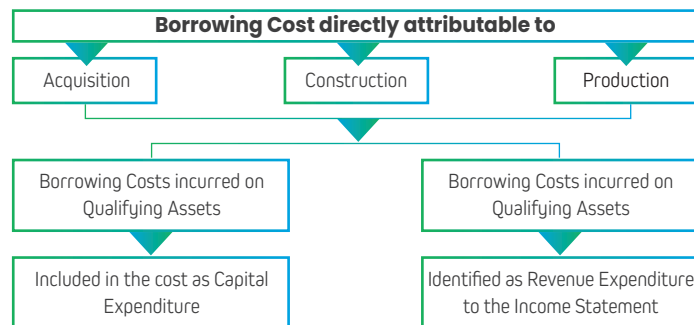 Borrowing Cost directly attributable to
Acquisition
Construction
Production
Borrowing Costs incurred on
Qualifying Assets
Borrowing Costs incurred on
Qualifying Assets
Included in the cost as Capital
Expenditure
Identified as Revenue Expenditure
to the Income Statement